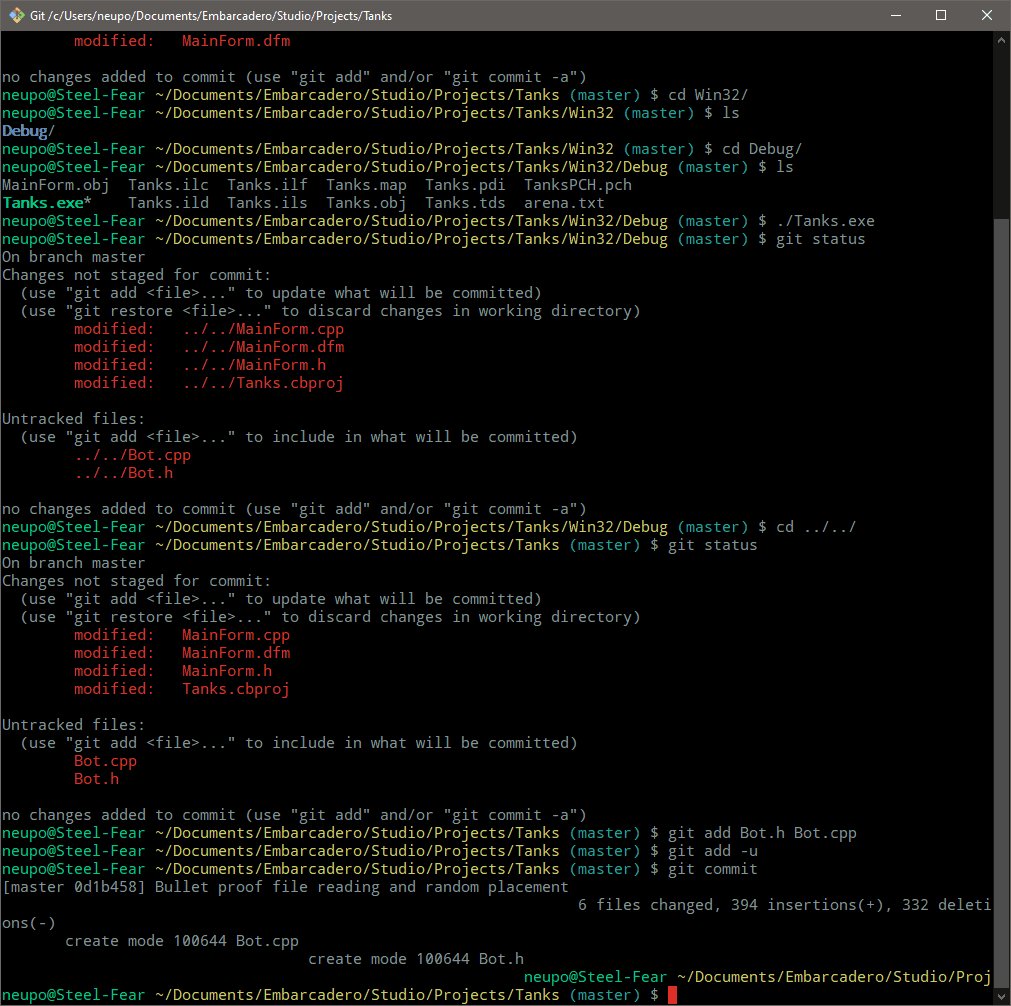 Git /c/Users/neupo/Documents/Embarcadero/Studio/Projects/Tanks
modified: MainForm.dfm
no changes added to commit (use "git add" and/or "git commit -a")
neupo@Steel-Fear ~/Documents/Embarcadero/Studio/Projects/Tanks (master) $ cd Win32/
neupo@Steel-Fear ~/Documents/Embarcadero/Studio/Projects/Tanks/Win32 (master) $ ls
Debug/
neupo@Steel-Fear ~/Documents/Embarcadero/Studio/Projects/Tanks/Win32 (master) $ cd Debug/
neupo@Steel-Fear ~/Documents/Embarcadero/Studio/Projects/Tanks/Win32/Debug (master) $ ls
MainForm.obj Tanks.ilc Tanks.ilf Tanks.map Tanks.pdi TanksPCH.pch
Tanks.exe* Tanks.ild Tanks.ils Tanks.obj Tanks.tds arena.txt
neupo@Steel-Fear ~/Documents/Embarcadero/Studio/Projects/Tanks/Win32/Debug (master) $ ./Tanks.exe
neupo@Steel-Fear ~/Documents/Embarcadero/Studio/Projects/Tanks/Win32/Debug (master) $ git status
On branch master
Changes not staged for commit:
(use "git add <file>..." to update what will be committed)
(use "git restore <file>..." to discard changes in working directory)
modified: ../../MainForm.cpp
modified: ../../MainForm.dfm
modified: ../../MainForm.h
modified: ../../Tanks.cbproj
Untracked files:
(use "git add <file>..." to include in what will be committed)
../../Bot.cpp
../../Bot.h
no changes added to commit (use "git add" and/or "git commit -a")
neupo@Steel-Fear ~/Documents/Embarcadero/Studio/Projects/Tanks/Win32/Debug (master) $ cd ../../
neupo@Steel-Fear ~/Documents/Embarcadero/Studio/Projects/Tanks (master) $ git status
On branch master
Changes not staged for commit:
(use "git add <file>..." to update what will be committed)
(use "git restore <file>..." to discard changes in working directory)
modified: MainForm.cpp
modified: MainForm.dfm
modified: MainForm.h
modified: Tanks.cbproj
Untracked files:
(use "git add <file>..." to include in what will be committed)
Bot.cpp
Bot.h
no changes added to commit (use "git add" and/or "git commit -a")
neupo@Steel-Fear ~/Documents/Embarcadero/Studio/Projects/Tanks (master) $ git add Bot.h Bot.cpp
neupo@Steel-Fear ~/Documents/Embarcadero/Studio/Projects/Tanks (master) $ git add -u
neupo@Steel-Fear ~/Documents/Embarcadero/Studio/Projects/Tanks (master) $ git commit
[master 0d1b458] Bullet proof file reading and random placement
6 files changed, 394 insertions(+), 332 deleti
ons(-)
create mode 100644 Bot.cpp
create mode 100644 Bot.h
neupo@Steel-Fear ~/Documents/Embarcadero/Studio/Proj
neupo@Steel-Fear ~/Documents/Embarcadero/Studio/Projects/Tanks (master) $